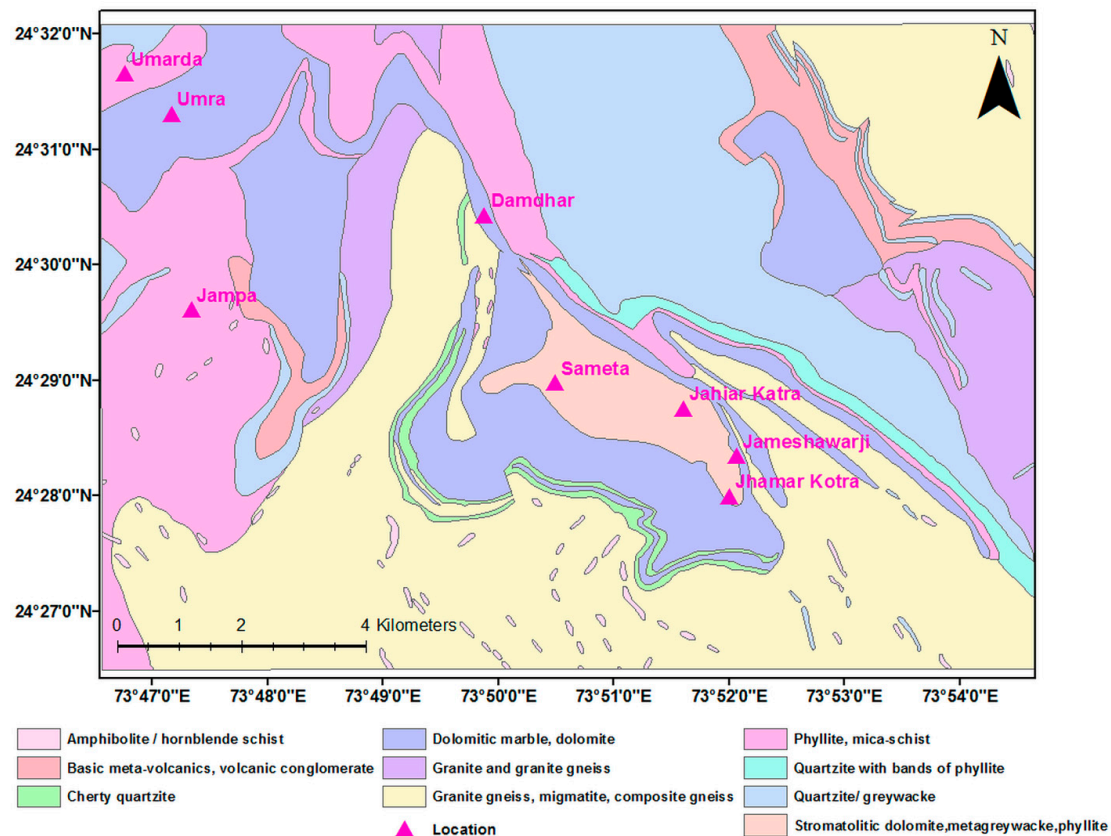 24°32'0"N
24°31'0"N
24°30'0"N
24°29'0"N
24°28'0"N
24°27'0"N
N
Umarda
Umra
Damdhar
Jampa
Sameta
Jahiar Katra
Jameshawarji
Jhamar Kotra
0 1 2 4 Kilometers
73°47'0"E 73°48'0"E 73°49'0"E 73°50'0"E 73°51'0"E 73°52'0"E 73°53'0"E 73°54'0"E
Amphibolite / hornblende schist
Basic meta-volcanics, volcanic conglomerate
Cherty quartzite
Dolomitic marble, dolomite
Granite and granite gneiss
Granite gneiss, migmatite, composite gneiss
Location
Phyllite, mica-schist
Quartzite with bands of phyllite
Quartzite/ greywacke
Stromatolitic dolomite,metagreywacke,phyllite